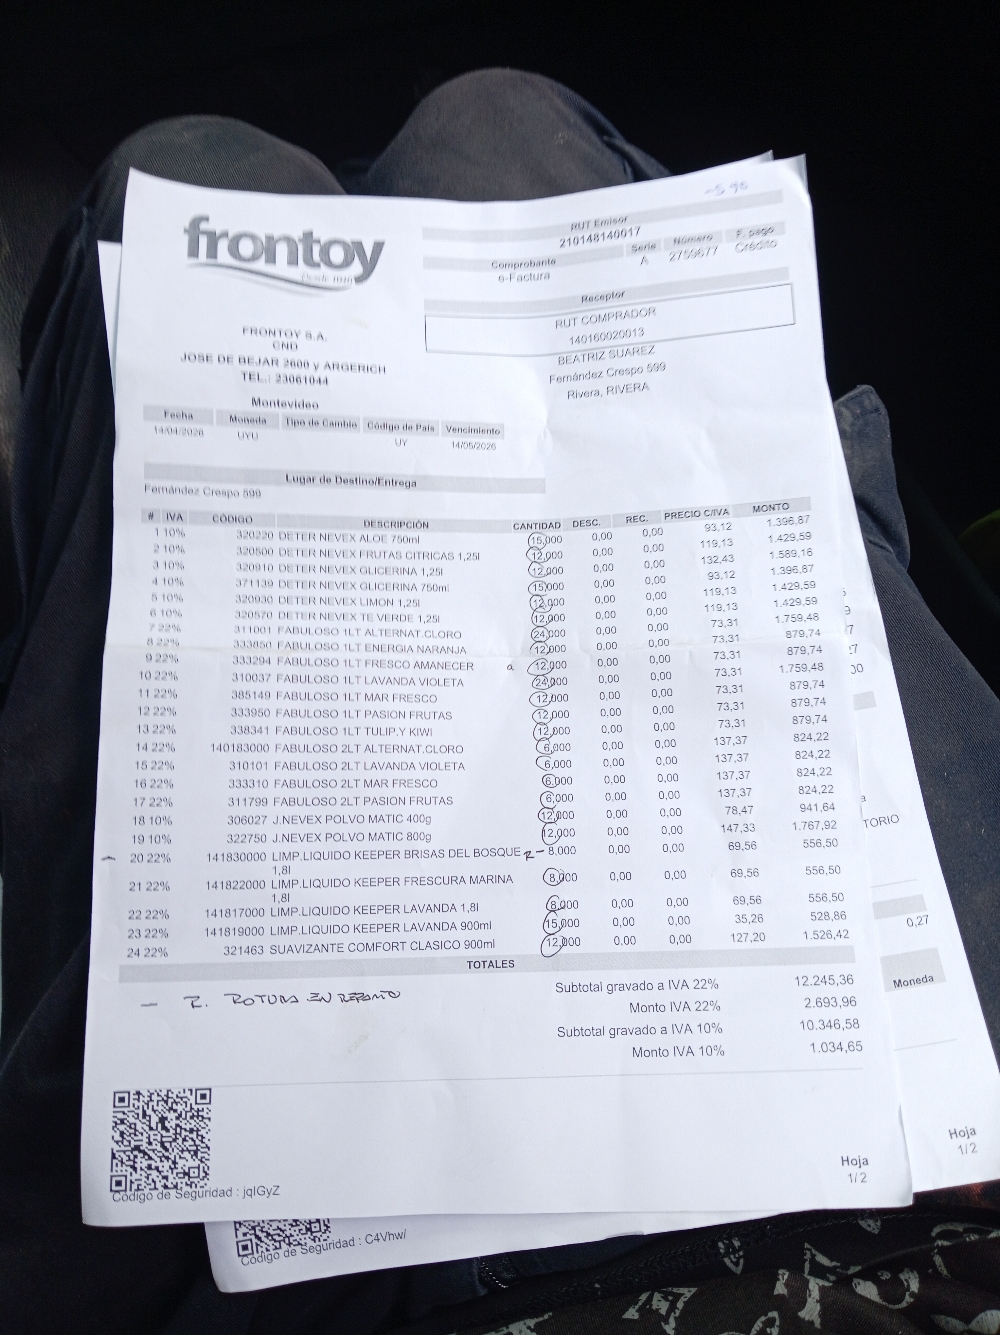 frontoy
Desde 1919
FRONTOY S.A.
CND
JOSE DE BEJAR 2600 y ARGERICH
TEL.: 23061044
Montevideo
RUT Emisor
210148140017
Comprobante Serie Número F. pago
e-Factura A 2759677 Crédito
Receptor
RUT COMPRADOR
140160020013
BEATRIZ SUAREZ
Fernández Crespo 599
Rivera, RIVERA
Fecha Moneda Tipo de Cambio Código de País Vencimiento
14/04/2026 UYU UY 14/05/2026
Lugar de Destino/Entrega
Fernández Crespo 599
# IVA CÓDIGO DESCRIPCIÓN CANTIDAD DESC. REC. PRECIO C/IVA MONTO
1 10% 320220 DETER NEVEX ALOE 750ml 15,000 0,00 0,00 93,12 1.396,87
2 10% 320500 DETER NEVEX FRUTAS CITRICAS 1,25l 12,000 0,00 0,00 119,13 1.429,59
3 10% 320910 DETER NEVEX GLICERINA 1,25l 12,000 0,00 0,00 132,43 1.589,16
4 10% 371139 DETER NEVEX GLICERINA 750ml 15,000 0,00 0,00 93,12 1.396,87
5 10% 320930 DETER NEVEX LIMON 1,25l 12,000 0,00 0,00 119,13 1.429,59
6 10% 320570 DETER NEVEX TE VERDE 1,25l 12,000 0,00 0,00 119,13 1.429,59
7 22% 311001 FABULOSO 1LT ALTERNAT.CLORO 24,000 0,00 0,00 73,31 1.759,48
8 22% 333850 FABULOSO 1LT ENERGIA NARANJA 12,000 0,00 0,00 73,31 879,74
9 22% 333294 FABULOSO 1LT FRESCO AMANECER 12,000 0,00 0,00 73,31 879,74
10 22% 310037 FABULOSO 1LT LAVANDA VIOLETA 24,000 0,00 0,00 73,31 1.759,48
11 22% 385149 FABULOSO 1LT MAR FRESCO 12,000 0,00 0,00 73,31 879,74
12 22% 333950 FABULOSO 1LT PASION FRUTAS 12,000 0,00 0,00 73,31 879,74
13 22% 338341 FABULOSO 1LT TULIP.Y KIWI 12,000 0,00 0,00 73,31 879,74
14 22% 140183000 FABULOSO 2LT ALTERNAT.CLORO 6,000 0,00 0,00 137,37 824,22
15 22% 310101 FABULOSO 2LT LAVANDA VIOLETA 6,000 0,00 0,00 137,37 824,22
16 22% 333310 FABULOSO 2LT MAR FRESCO 6,000 0,00 0,00 137,37 824,22
17 22% 311799 FABULOSO 2LT PASION FRUTAS 6,000 0,00 0,00 137,37 824,22
18 10% 306027 J.NEVEX POLVO MATIC 400g 12,000 0,00 0,00 78,47 941,64
19 10% 322750 J.NEVEX POLVO MATIC 800g 12,000 0,00 0,00 147,33 1.767,92
20 22% 141830000 LIMP.LIQUIDO KEEPER BRISAS DEL BOSQUE R - 8,000 0,00 0,00 69,56 556,50
1,8l
21 22% 141822000 LIMP.LIQUIDO KEEPER FRESCURA MARINA 8,000 0,00 0,00 69,56 556,50
1,8l
22 22% 141817000 LIMP.LIQUIDO KEEPER LAVANDA 1,8l 8,000 0,00 0,00 69,56 556,50
23 22% 141819000 LIMP.LIQUIDO KEEPER LAVANDA 900ml 15,000 0,00 0,00 35,26 528,86
24 22% 321463 SUAVIZANTE COMFORT CLASICO 900ml 12,000 0,00 0,00 127,20 1.526,42
TOTALES
Subtotal gravado a IVA 22% 12.245,36
Monto IVA 22% 2.693,96
Subtotal gravado a IVA 10% 10.346,58
Monto IVA 10% 1.034,65
— R. ROTURA EN REPARTO
Código de Seguridad : jqIGyZ
Hoja
1/2
TORIO
0,27
Moneda
Hoja
1/2
Código de Seguridad : C4Vhw/